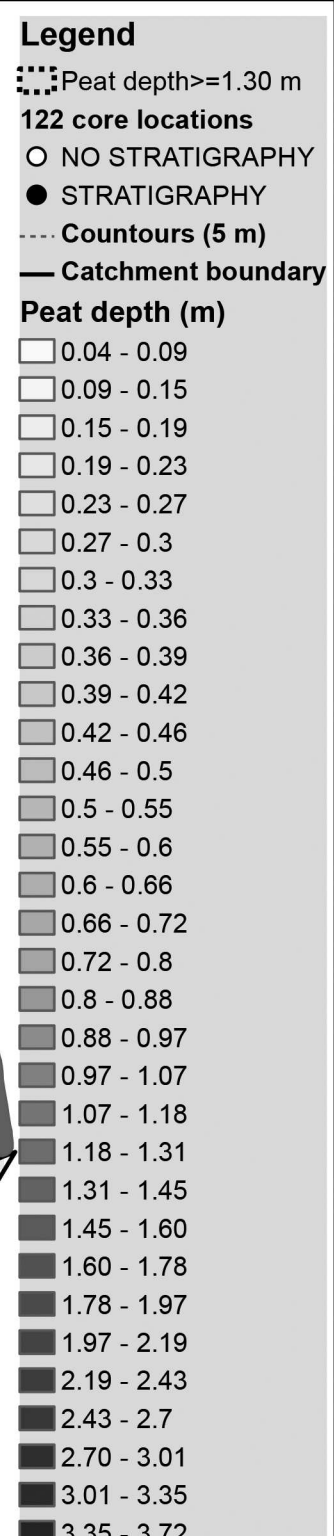 Legend
Peat depth>=1.30 m
122 core locations
NO STRATIGRAPHY
STRATIGRAPHY
Countours (5 m)
Catchment boundary
Peat depth (m)
0.04 - 0.09
0.09 - 0.15
0.15 - 0.19
0.19 - 0.23
0.23 - 0.27
0.27 - 0.3
0.3 - 0.33
0.33 - 0.36
0.36 - 0.39
0.39 - 0.42
0.42 - 0.46
0.46 - 0.5
0.5 - 0.55
0.55 - 0.6
0.6 - 0.66
0.66 - 0.72
0.72 - 0.8
0.8 - 0.88
0.88 - 0.97
0.97 - 1.07
1.07 - 1.18
1.18 - 1.31
1.31 - 1.45
1.45 - 1.60
1.60 - 1.78
1.78 - 1.97
1.97 - 2.19
2.19 - 2.43
2.43 - 2.7
2.70 - 3.01
3.01 - 3.35
3.35 - 3.72